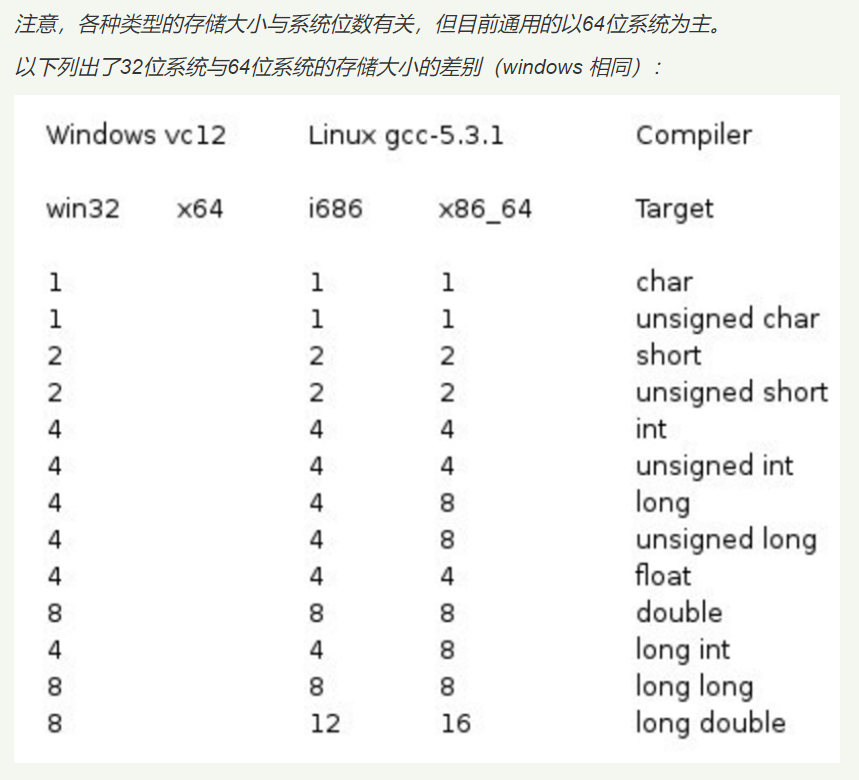 注意，各种类型的存储大小与系统位数有关，但目前通用的以64位系统为主。
以下列出了32位系统与64位系统的存储大小的差别（windows 相同）：
Windows vc12 Linux gcc-5.3.1 Compiler
win32 x64 i686 x86_64 Target
1 1 1 char
1 1 1 unsigned char
2 2 2 short
2 2 2 unsigned short
4 4 4 int
4 4 4 unsigned int
4 4 8 long
4 4 8 unsigned long
4 4 4 float
8 8 8 double
4 4 8 long int
8 8 8 long long
8 12 16 long double